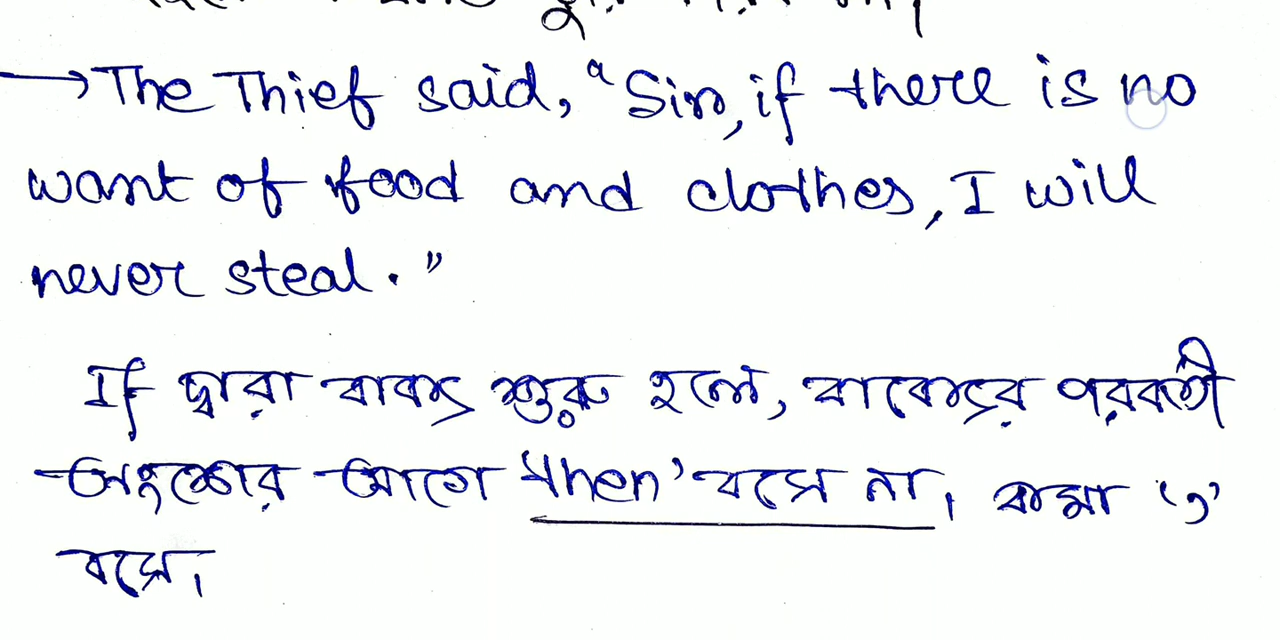 → The Thief said, "Sir, if there is no
want of food and clothes, I will
never steal."
If দ্বারা বাক্য শুরু হলে, বাক্যের পরবর্তী
অংশের আগে 'then' বসে না, কমা ',' 
বসে।